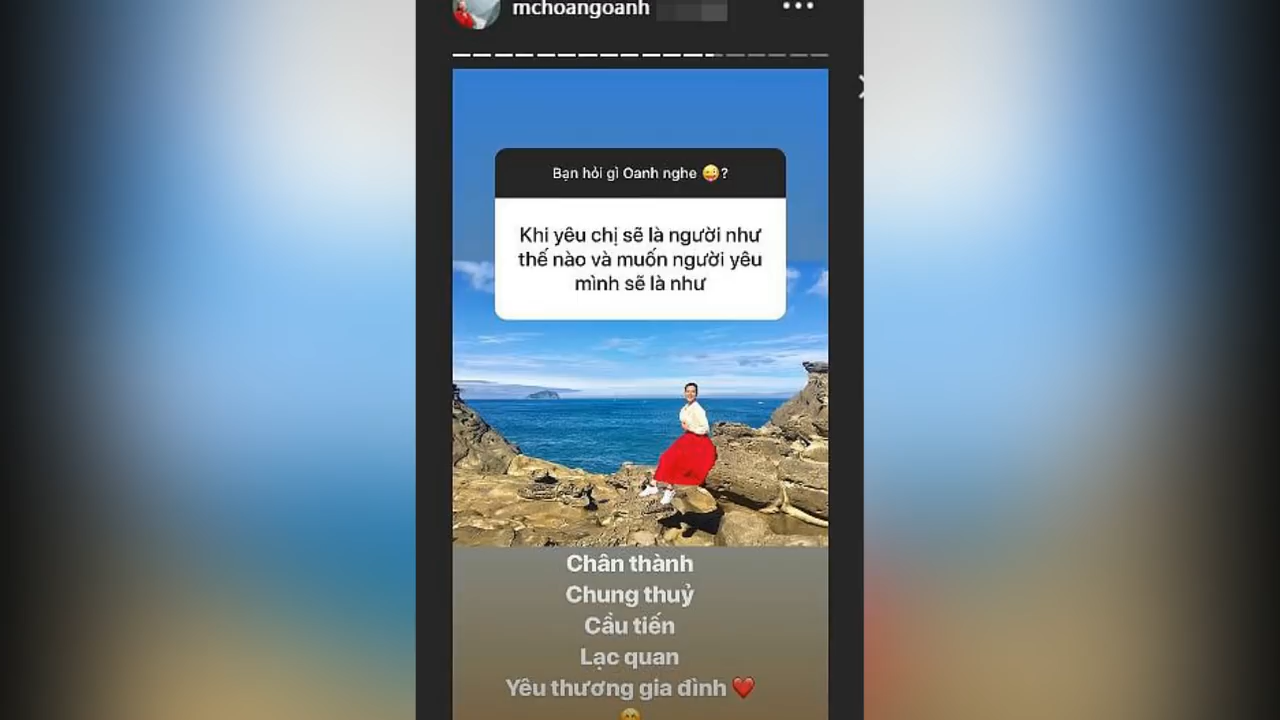 mchoangoanh
Bạn hỏi gì Oanh nghe 😜?
Khi yêu chị sẽ là người như
thế nào và muốn người yêu
mình sẽ là như
Chân thành
Chung thuỷ
Cầu tiến
Lạc quan
Yêu thương gia đình ❤️